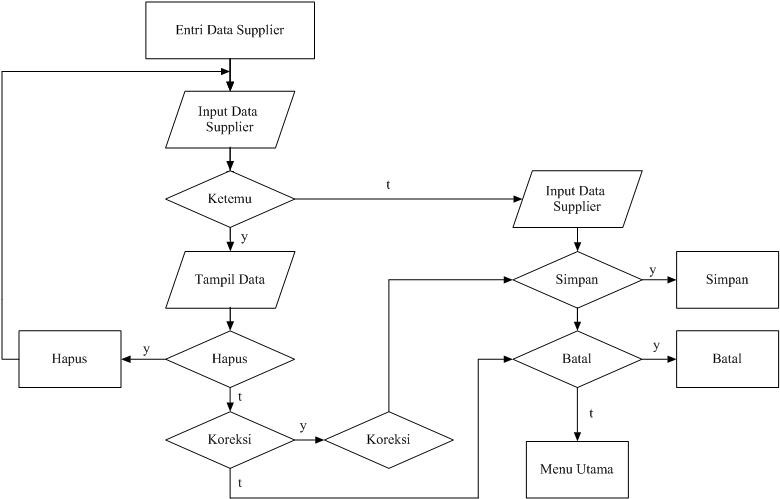 Entri Data Supplier
Input Data
Supplier
Ketemu
t
Input Data
Supplier
y
Tampil Data
Simpan
y
Simpan
Hapus
y
Hapus
Batal
y
Batal
t
t
Koreksi
y
Koreksi
t
Menu Utama